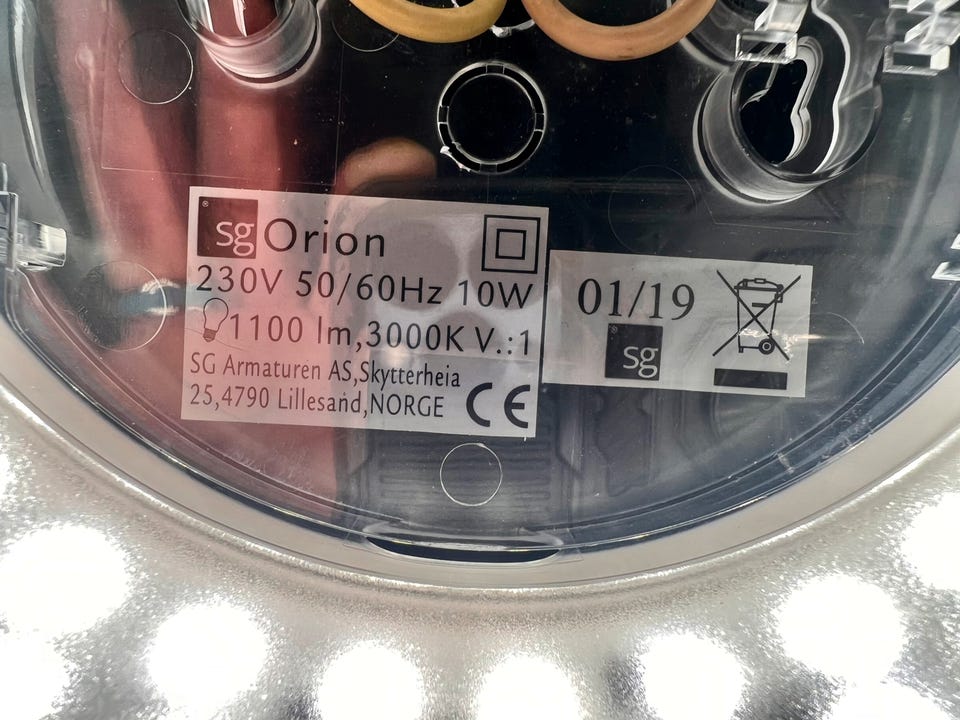 ® sg Orion
230V 50/60Hz 10W
1100 lm,3000K V.:1
SG Armaturen AS,Skytterheia
25,4790 Lillesand,NORGE CE
01/19
® sg